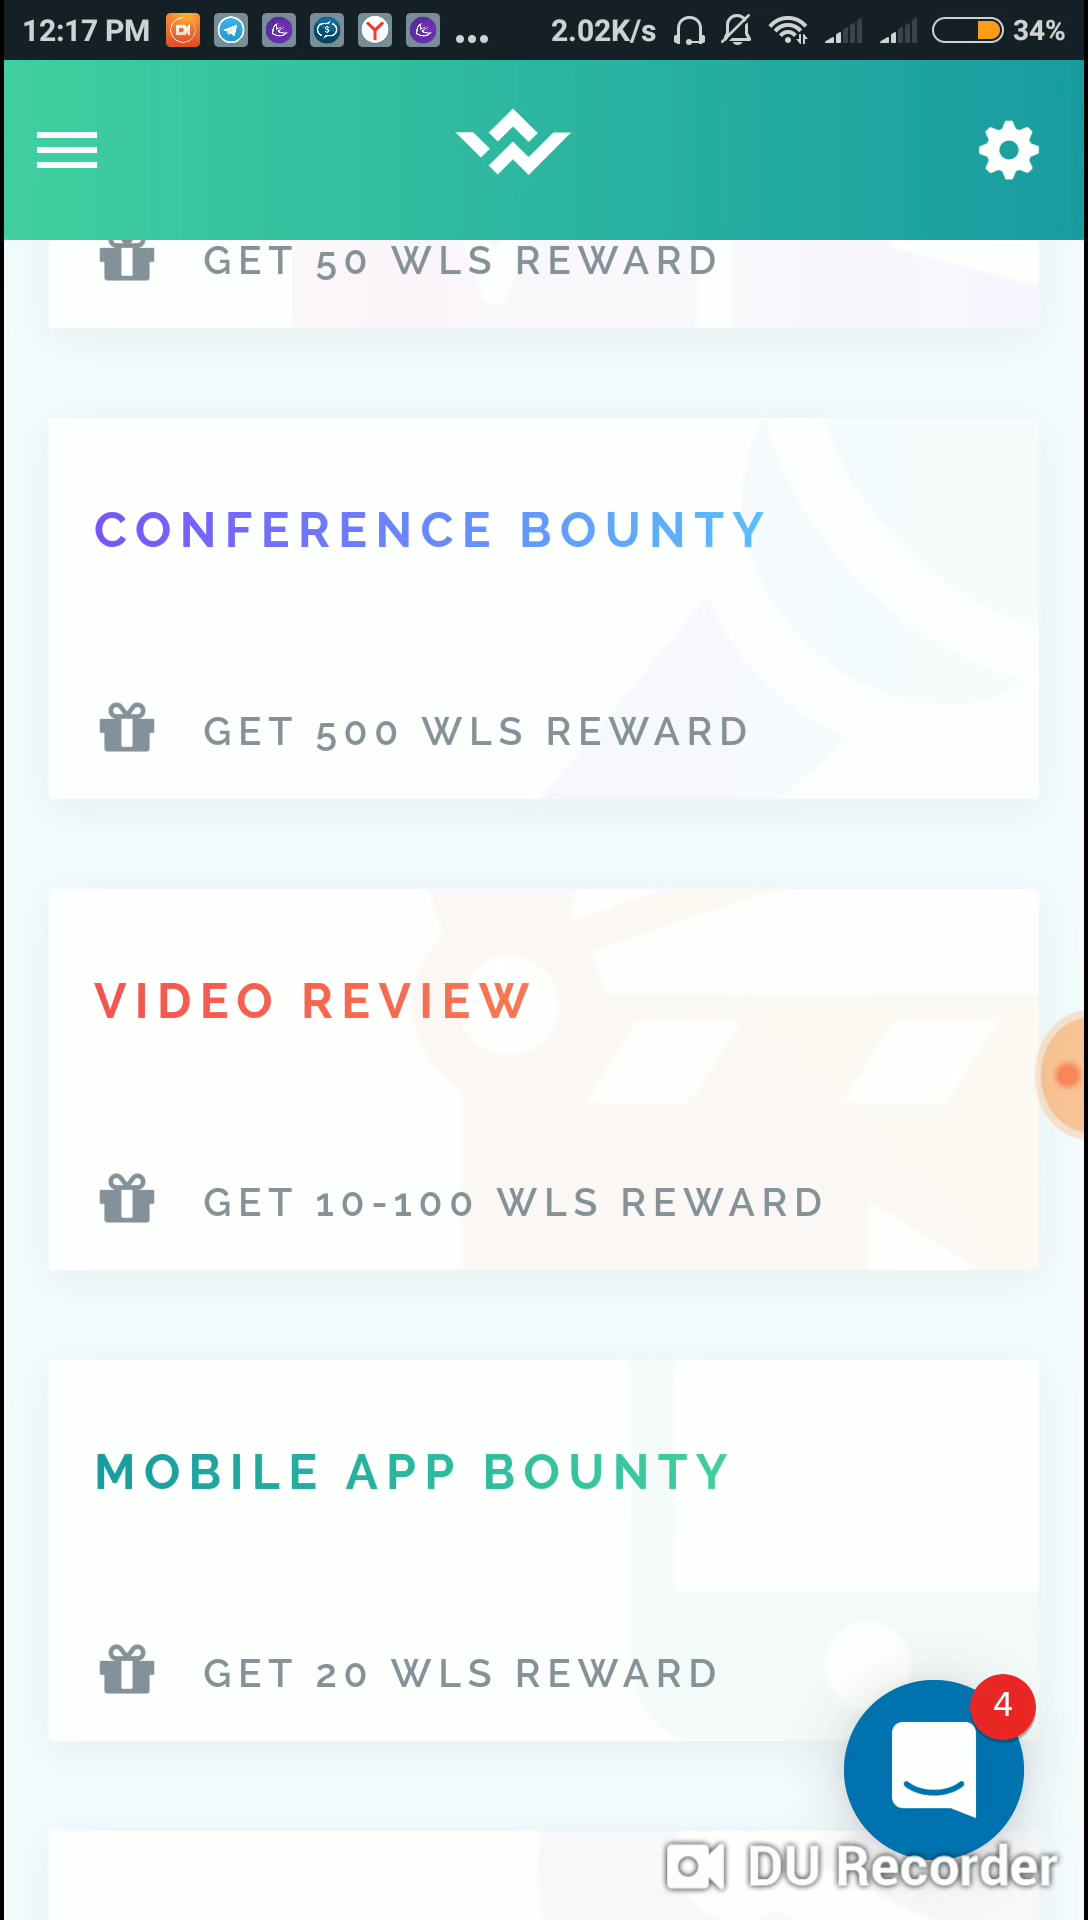 12:17 PM ... 2.02K/s 34%
GET 50 WLS REWARD
CONFERENCE BOUNTY
GET 500 WLS REWARD
VIDEO REVIEW
GET 10-100 WLS REWARD
MOBILE APP BOUNTY
GET 20 WLS REWARD
4
DU Recorder